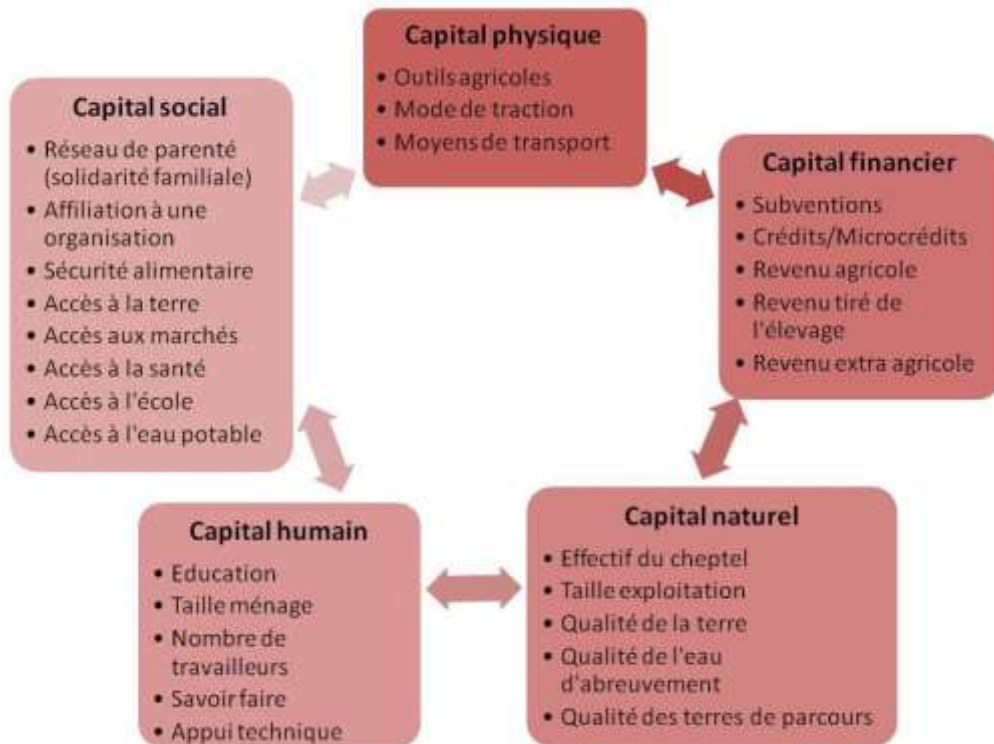 Capital physique
• Outils agricoles
• Mode de traction
• Moyens de transport
Capital social
• Réseau de parenté
(solidarité familiale)
• Affiliation à une
organisation
• Sécurité alimentaire
• Accès à la terre
• Accès aux marchés
• Accès à la santé
• Accès à l'école
• Accès à l'eau potable
Capital financier
• Subventions
• Crédits/Microcrédits
• Revenu agricole
• Revenu tiré de
l'élevage
• Revenu extra agricole
Capital humain
• Education
• Taille ménage
• Nombre de
travailleurs
• Savoir faire
• Appui technique
Capital naturel
• Effectif du cheptel
• Taille exploitation
• Qualité de la terre
• Qualité de l'eau
d'abreuvement
• Qualité des terres de parcours